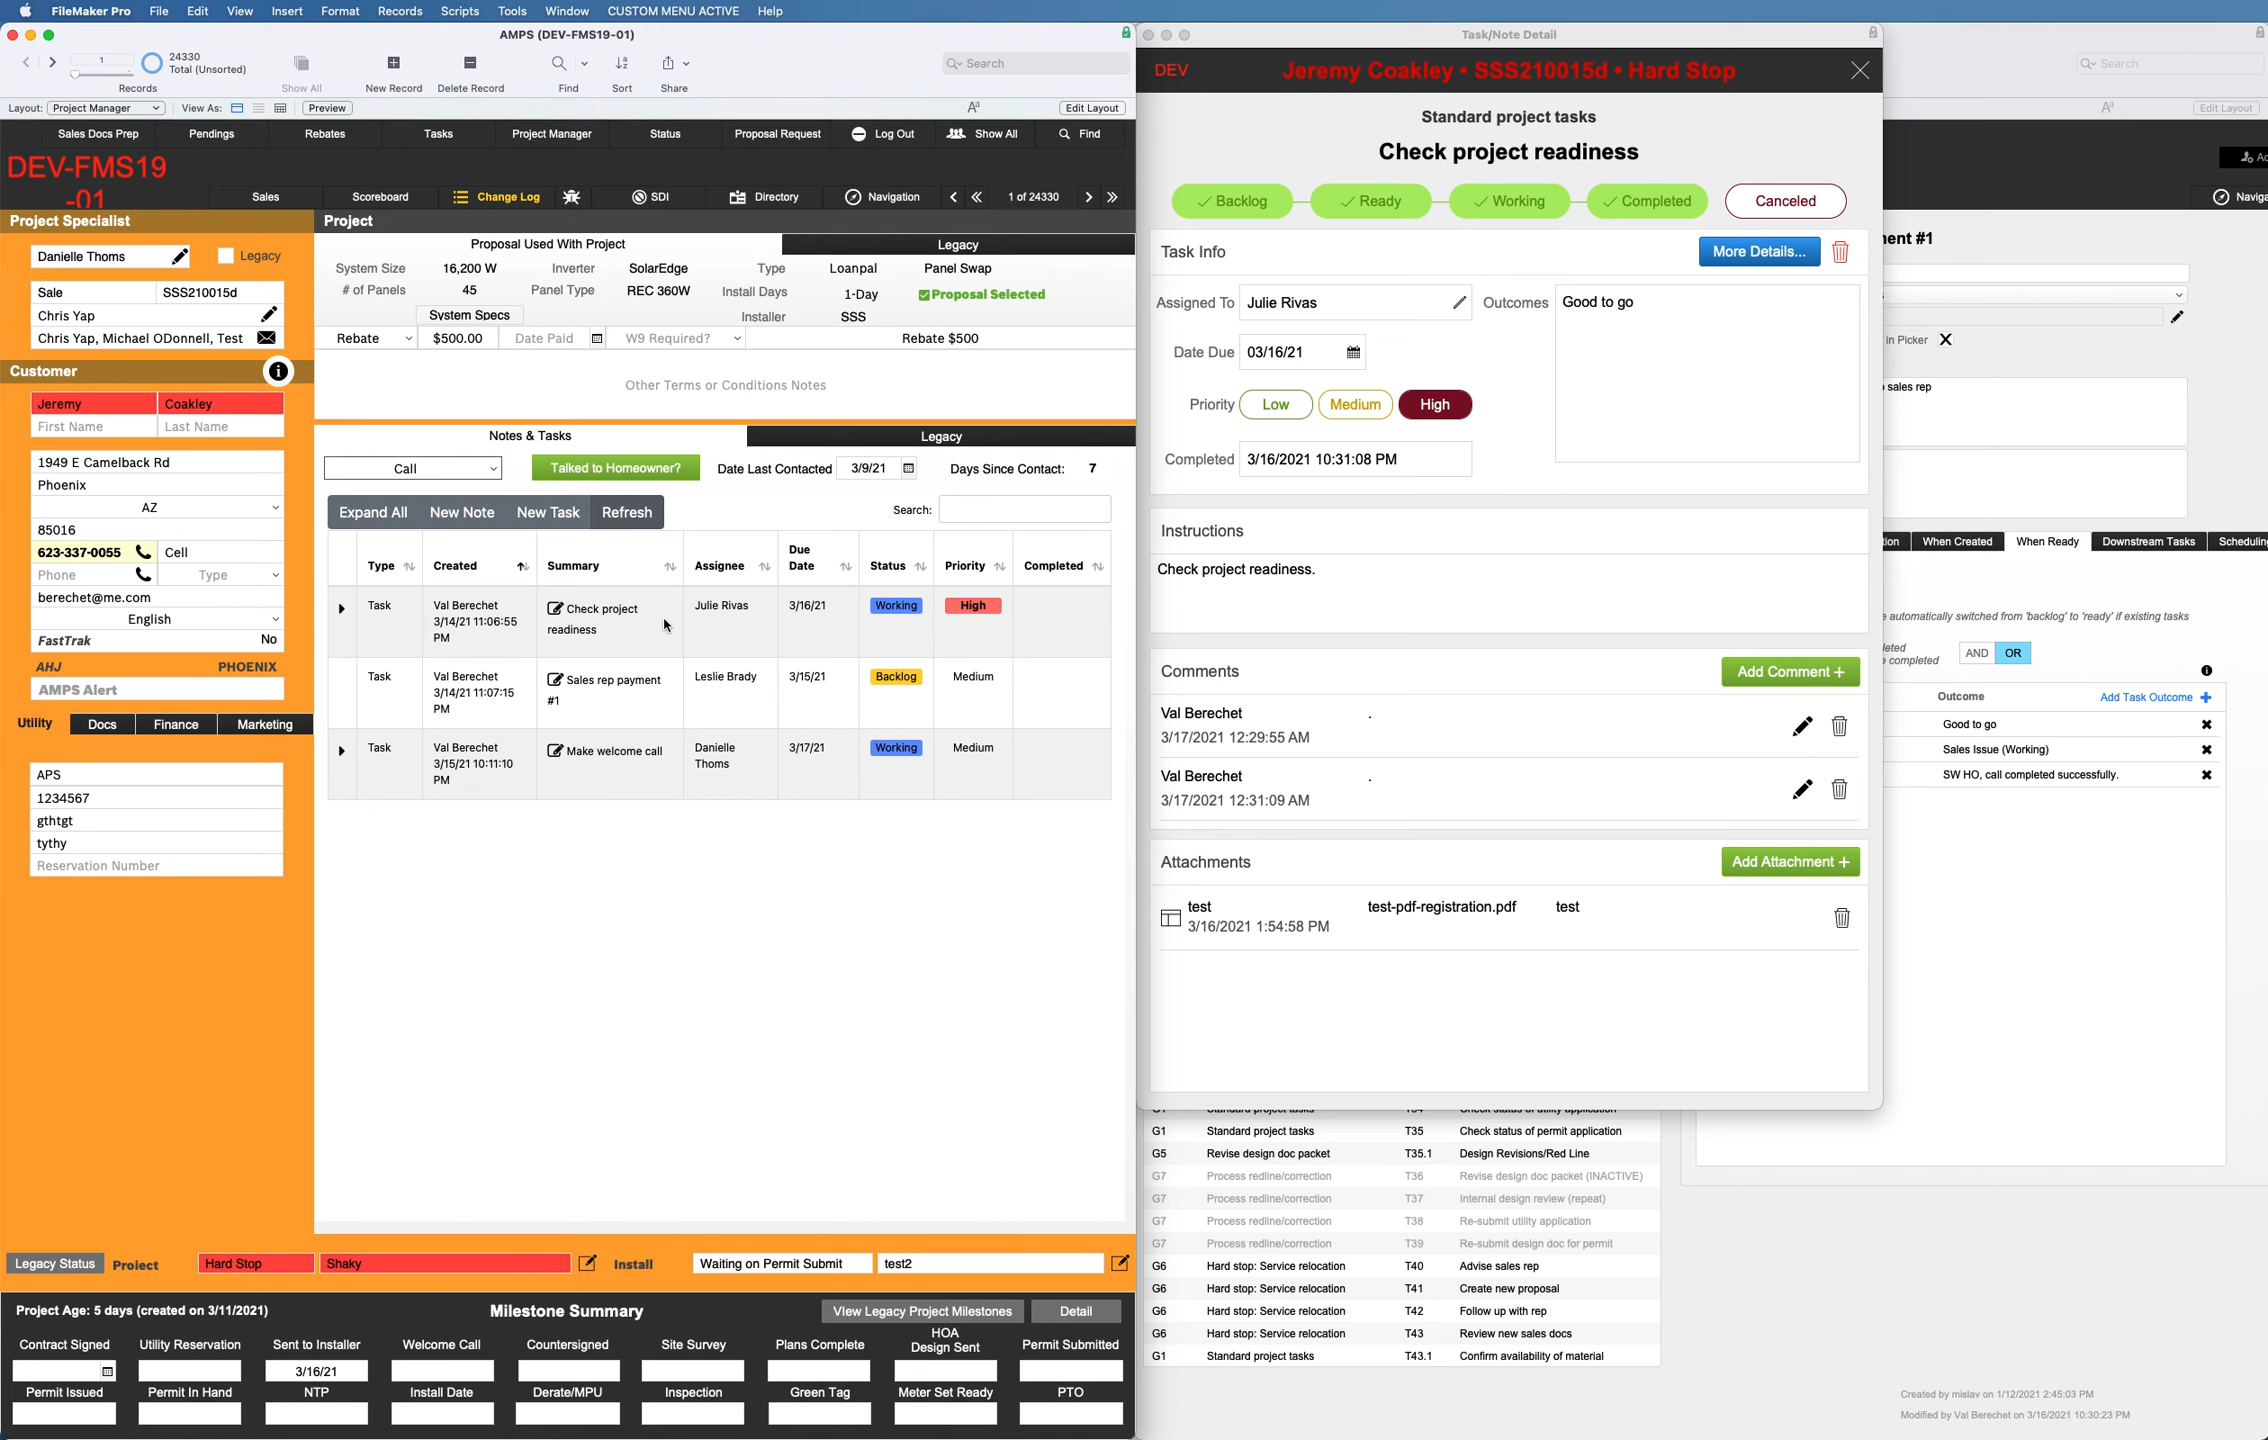 FileMaker Pro File Edit View Insert Format Records Scripts Tools Window CUSTOM MENU ACTIVE Help
AMPS (DEV-FMS19-01)
1
24330
Total (Unsorted)
Records
Show All
New Record
Delete Record
Find
Sort
Share
Search
Layout: Project Manager
View As:
Preview
Edit Layout
Sales Docs Prep Pendings Rebates Tasks Project Manager Status Proposal Request Log Out Show All Find
DEV-FMS19
-01
Sales Scoreboard Change Log SDI Directory Navigation 1 of 24330
Project Specialist
Danielle Thoms
Legacy
Sale SSS210015d
Chris Yap
Chris Yap, Michael ODonnell, Test
Customer
Jeremy Coakley
First Name Last Name
1949 E Camelback Rd
Phoenix
AZ
85016
623-337-0055 Cell
Phone Type
berechet@me.com
English
FastTrak No
AHJ PHOENIX
AMPS Alert
Utility Docs Finance Marketing
APS
1234567
gthtgt
tythy
Reservation Number
Project
Proposal Used With Project Legacy
System Size 16,200 W Inverter SolarEdge Type Loanpal Panel Swap
# of Panels 45 Panel Type REC 360W Install Days 1-Day Proposal Selected
System Specs Installer SSS
Rebate $500.00 Date Paid W9 Required? Rebate $500
Other Terms or Conditions Notes
Notes & Tasks Legacy
Call Talked to Homeowner? Date Last Contacted 3/9/21 Days Since Contact: 7
Expand All New Note New Task Refresh Search:
Type Created Summary Assignee Due Date Status Priority Completed
Task Val Berechet 3/14/21 11:06:55 PM Check project readiness Julie Rivas 3/16/21 Working High
Task Val Berechet 3/14/21 11:07:15 PM Sales rep payment #1 Leslie Brady 3/15/21 Backlog Medium
Task Val Berechet 3/15/21 10:11:10 PM Make welcome call Danielle Thoms 3/17/21 Working Medium
Legacy Status Project Hard Stop Shaky Install Waiting on Permit Submit test2
Project Age: 5 days (created on 3/11/2021) Milestone Summary VIew Legacy Project Milestones Detail
Contract Signed Utility Reservation Sent to Installer Welcome Call Countersigned Site Survey Plans Complete HOA Design Sent Permit Submitted
3/16/21
Permit Issued Permit In Hand NTP Install Date Derate/MPU Inspection Green Tag Meter Set Ready PTO
Task/Note Detail
DEV
Jeremy Coakley • SSS210015d • Hard Stop
Standard project tasks
Check project readiness
Backlog Ready Working Completed Canceled
Task Info More Details...
Assigned To Julie Rivas Outcomes Good to go
Date Due 03/16/21
Priority Low Medium High
Completed 3/16/2021 10:31:08 PM
Instructions
Check project readiness.
Comments Add Comment +
Val Berechet .
3/17/2021 12:29:55 AM
Val Berechet .
3/17/2021 12:31:09 AM
Attachments Add Attachment +
test test-pdf-registration.pdf test
3/16/2021 1:54:58 PM
G1 Standard project tasks T35 Check status of permit application
G5 Revise design doc packet T35.1 Design Revisions/Red Line
G7 Process redline/correction T36 Revise design doc packet (INACTIVE)
G7 Process redline/correction T37 Internal design review (repeat)
G7 Process redline/correction T38 Re-submit utility application
G7 Process redline/correction T39 Re-submit design doc for permit
G6 Hard stop: Service relocation T40 Advise sales rep
G6 Hard stop: Service relocation T41 Create new proposal
G6 Hard stop: Service relocation T42 Follow up with rep
G6 Hard stop: Service relocation T43 Review new sales docs
G1 Standard project tasks T43.1 Confirm availability of material
Search
Edit Layout
#1
in Picker
sales rep
When Created When Ready Downstream Tasks
automatically switched from 'backlog' to 'ready' if existing tasks
completed
AND OR
Outcome Add Task Outcome
Good to go
Sales Issue (Working)
SW HO, call completed successfully.
Created by mislav on 1/12/2021 2:45:03 PM
Modified by Val Berechet on 3/16/2021 10:30:23 PM